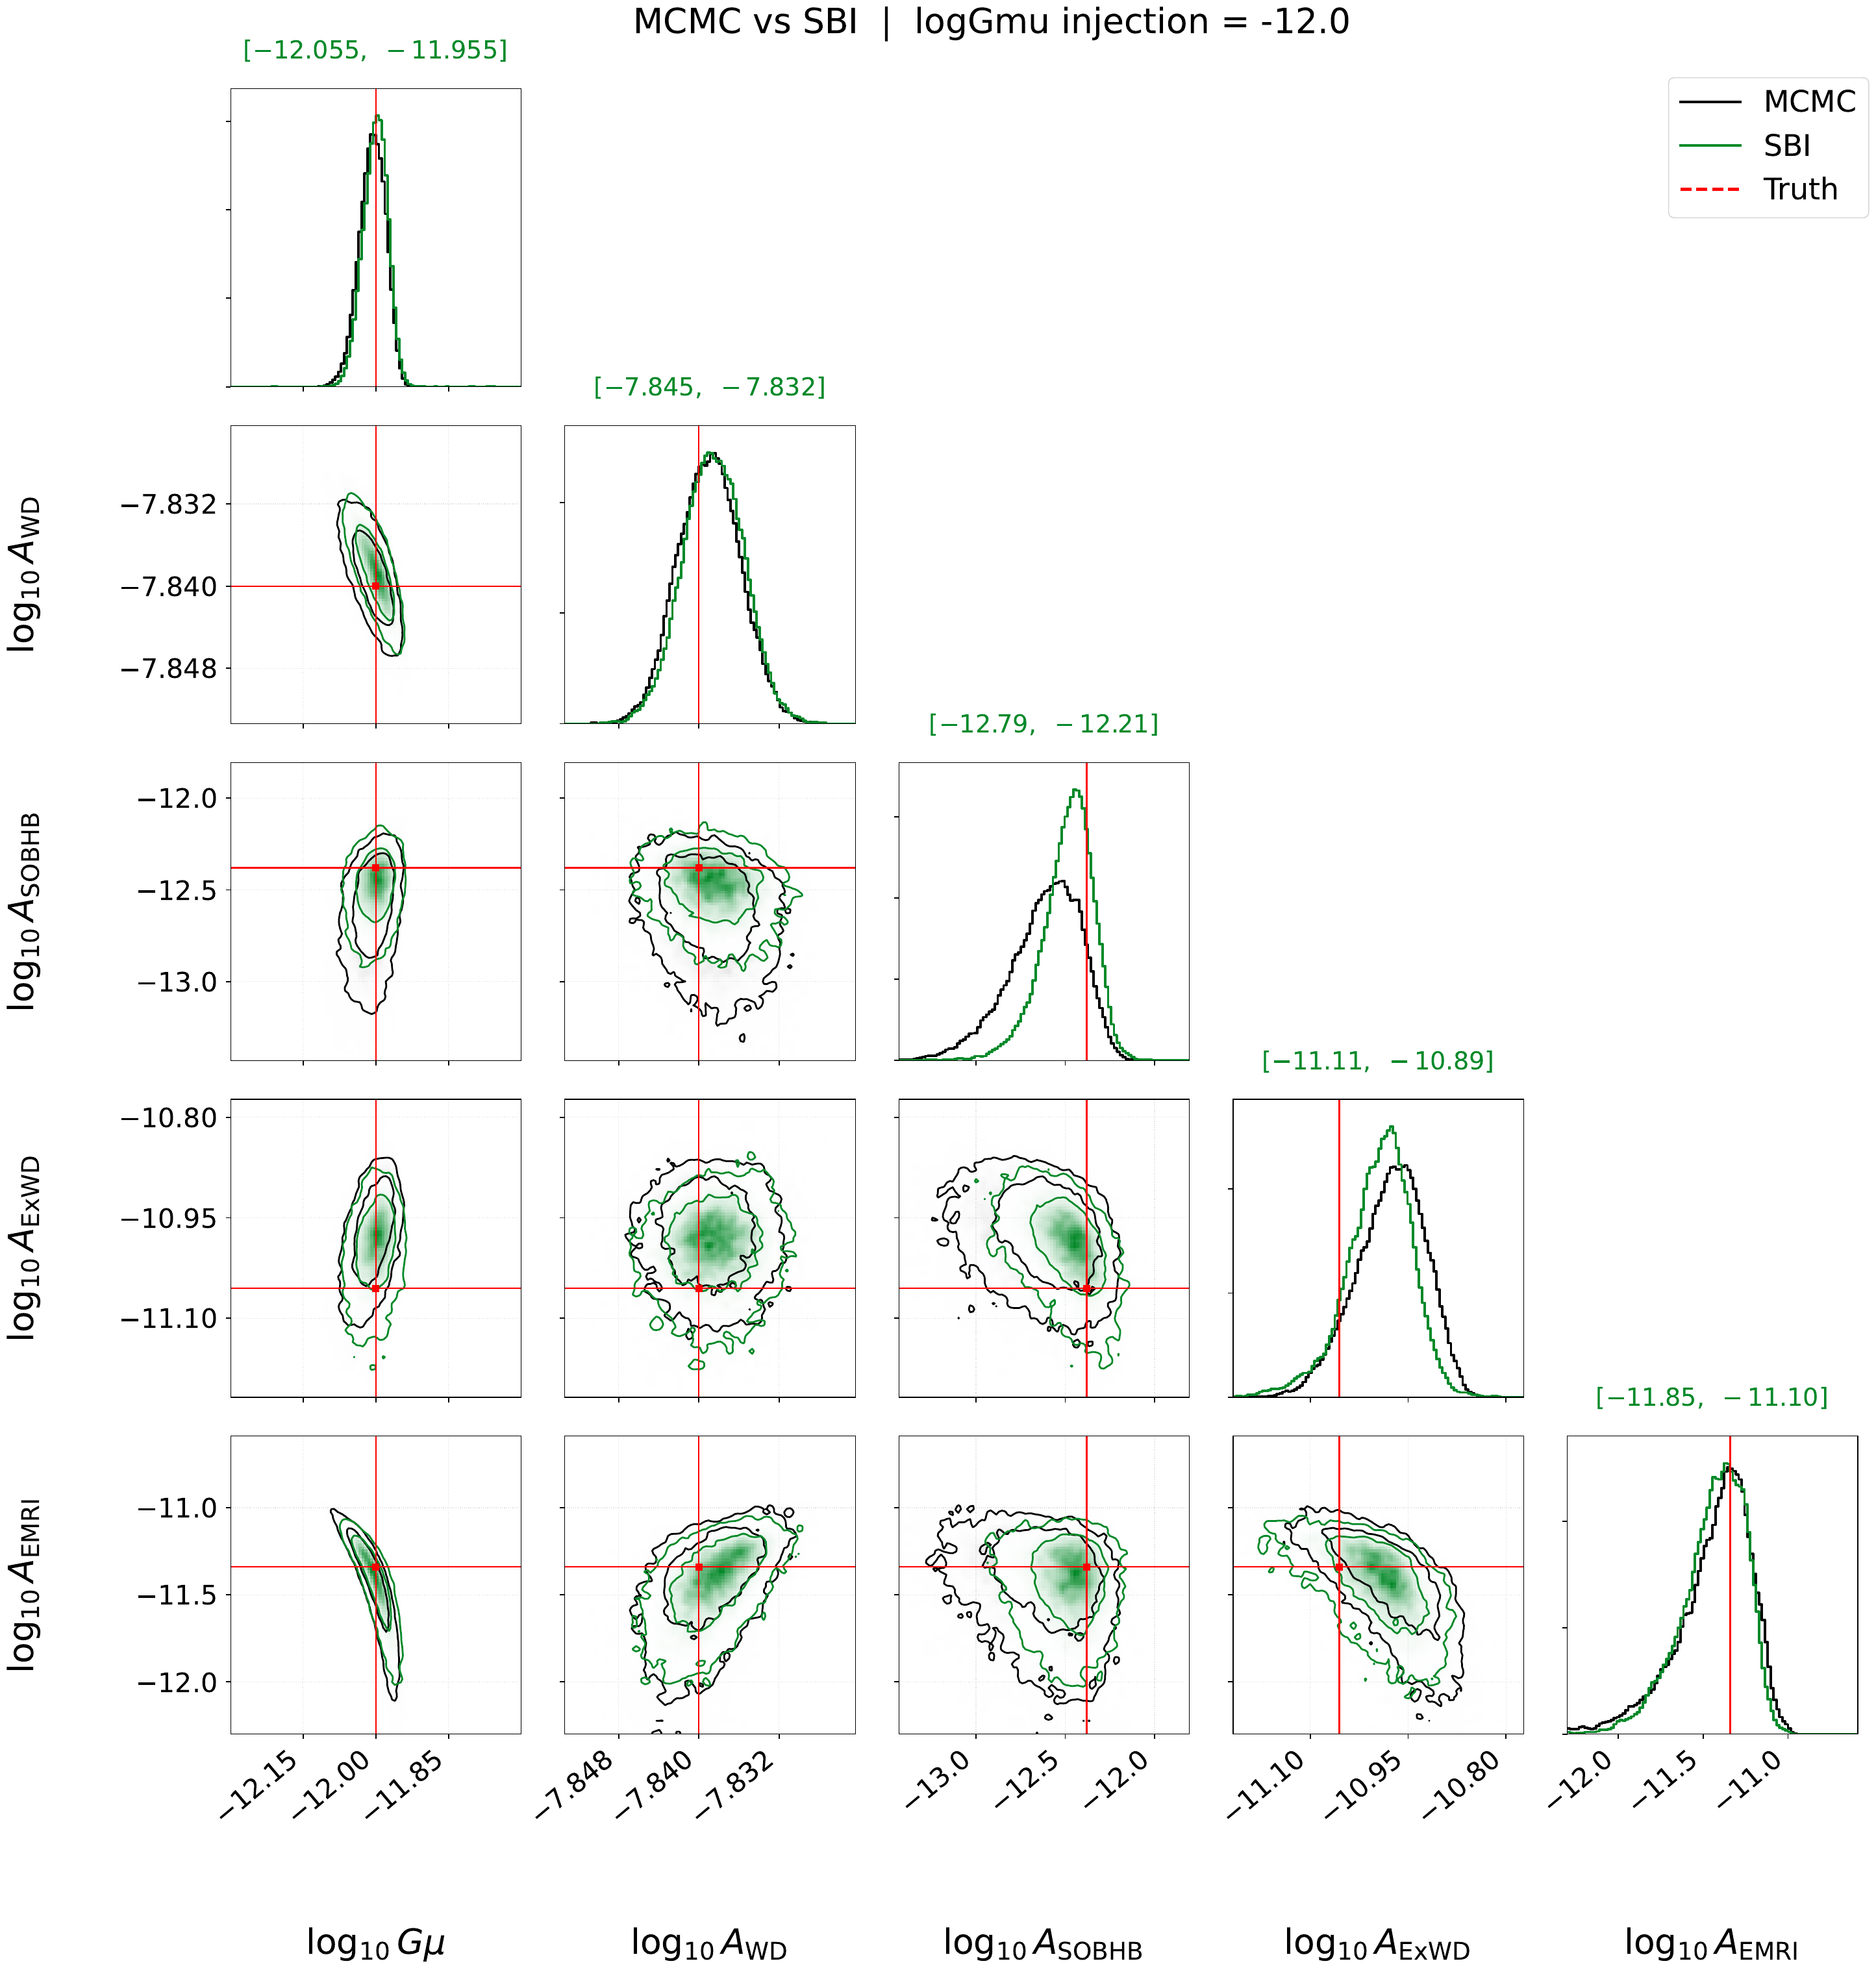 MCMC vs SBI | logGmu injection = -12.0
[−12.055, −11.955]
MCMC
SBI
Truth
[−7.845, −7.832]
log₁₀ A_WD
−7.832
−7.840
−7.848
[−12.79, −12.21]
log₁₀ A_SOBHB
−12.0
−12.5
−13.0
[−11.11, −10.89]
log₁₀ A_ExWD
−10.80
−10.95
−11.10
[−11.85, −11.10]
log₁₀ A_EMRI
−11.0
−11.5
−12.0
−12.15 −12.00 −11.85 −7.848 −7.840 −7.832 −13.0 −12.5 −12.0 −11.10 −10.95 −10.80 −12.0 −11.5 −11.0
log₁₀ Gμ log₁₀ A_WD log₁₀ A_SOBHB log₁₀ A_ExWD log₁₀ A_EMRI